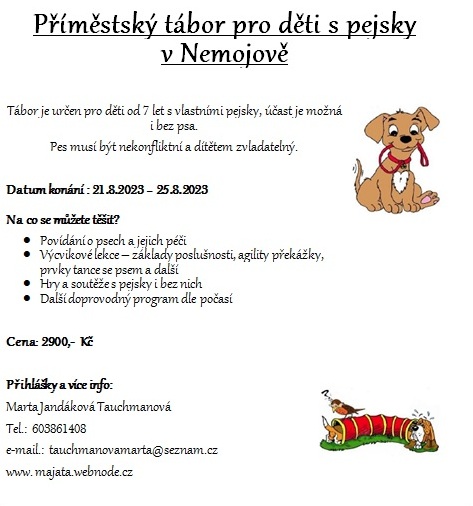 Příměstský tábor pro děti s pejsky
v Nemojově
Tábor je určen pro děti od 7 let s vlastními pejsky, účast je možná
i bez psa.
Pes musí být nekonfliktní a dítětem zvladatelný.
Datum konání : 21.8.2023 – 25.8.2023
Na co se můžete těšit?
• Povídání o psech a jejich péči
• Výcvikové lekce – základy poslušnosti, agility překážky,
prvky tance se psem a další
• Hry a soutěže s pejsky i bez nich
• Další doprovodný program dle počasí
Cena: 2900,- Kč
Přihlášky a více info:
Marta Jandáková Tauchmanová
Tel.: 603861408
e-mail.: tauchmanovamarta@seznam.cz
www. majata.webnode.cz